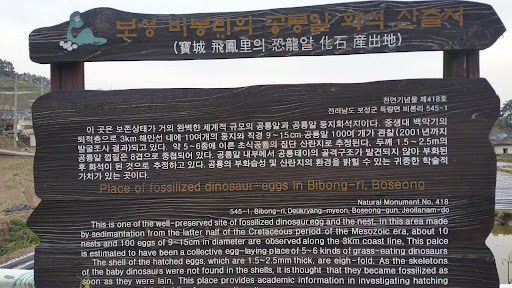 보성 비봉리의 공룡알 화석 산출지
(寶城 飛鳳里의 恐龍알 化石 産出地)
천연기념물 제418호
전라남도 보성군 득량면 비봉리 545-1
이 곳은 보존상태가 거의 완벽한 세계적 규모의 공룡알과 공룡알 둥지화석지이다. 중생대 백악기의
퇴적층으로 3km 해안선 내에 10여개의 둥지와 직경 9~15cm 공룡알 100여 개가 관찰(2001년까지
발굴조사 결과)되고 있다. 약 5~6종에 이른 초식공룡의 집단 산란지로 추정된다. 두께 1.5~2.5m의
공룡알 껍질은 8겹으로 중첩되어 있다. 공룡알 내부에서 공룡태아의 골격구조가 발견되지 않아 부화된
후 화석이 된 것으로 추정하고 있다. 공룡의 부화습성 및 산란지의 환경을 밝힐 수 있는 귀중한 학술적
가치가 있는 곳이다.
Place of fossilized dinosaur-eggs in Bibong-ri, Boseong
Natural Monument No. 418
545-1, Bibong-ri, Deukryang-myeon, Boseong-gun, Jeollanam-do
This is one of the well-preserved site of fossilized dinosaur egg and the nest. In this area made
by sedimantation from the latter half of the Cretaceous period of the Mesozoic era, about 10
nests and 100 eggs of 9~15cm in diameter are observed along the 3km coast line. This palce
is estimated to have been a collective egg-laying place of 5~6 kinds of grass-eating dinosaurs
The shell of the hatched eggs, which are 1.5~2.5mm thick, are eigh-fold. As the skeletons
of the baby dinosaurs were not found in the shells, it is thought that they became fossilized as
soon as they were lain, This place provides academic information in investigating hatching